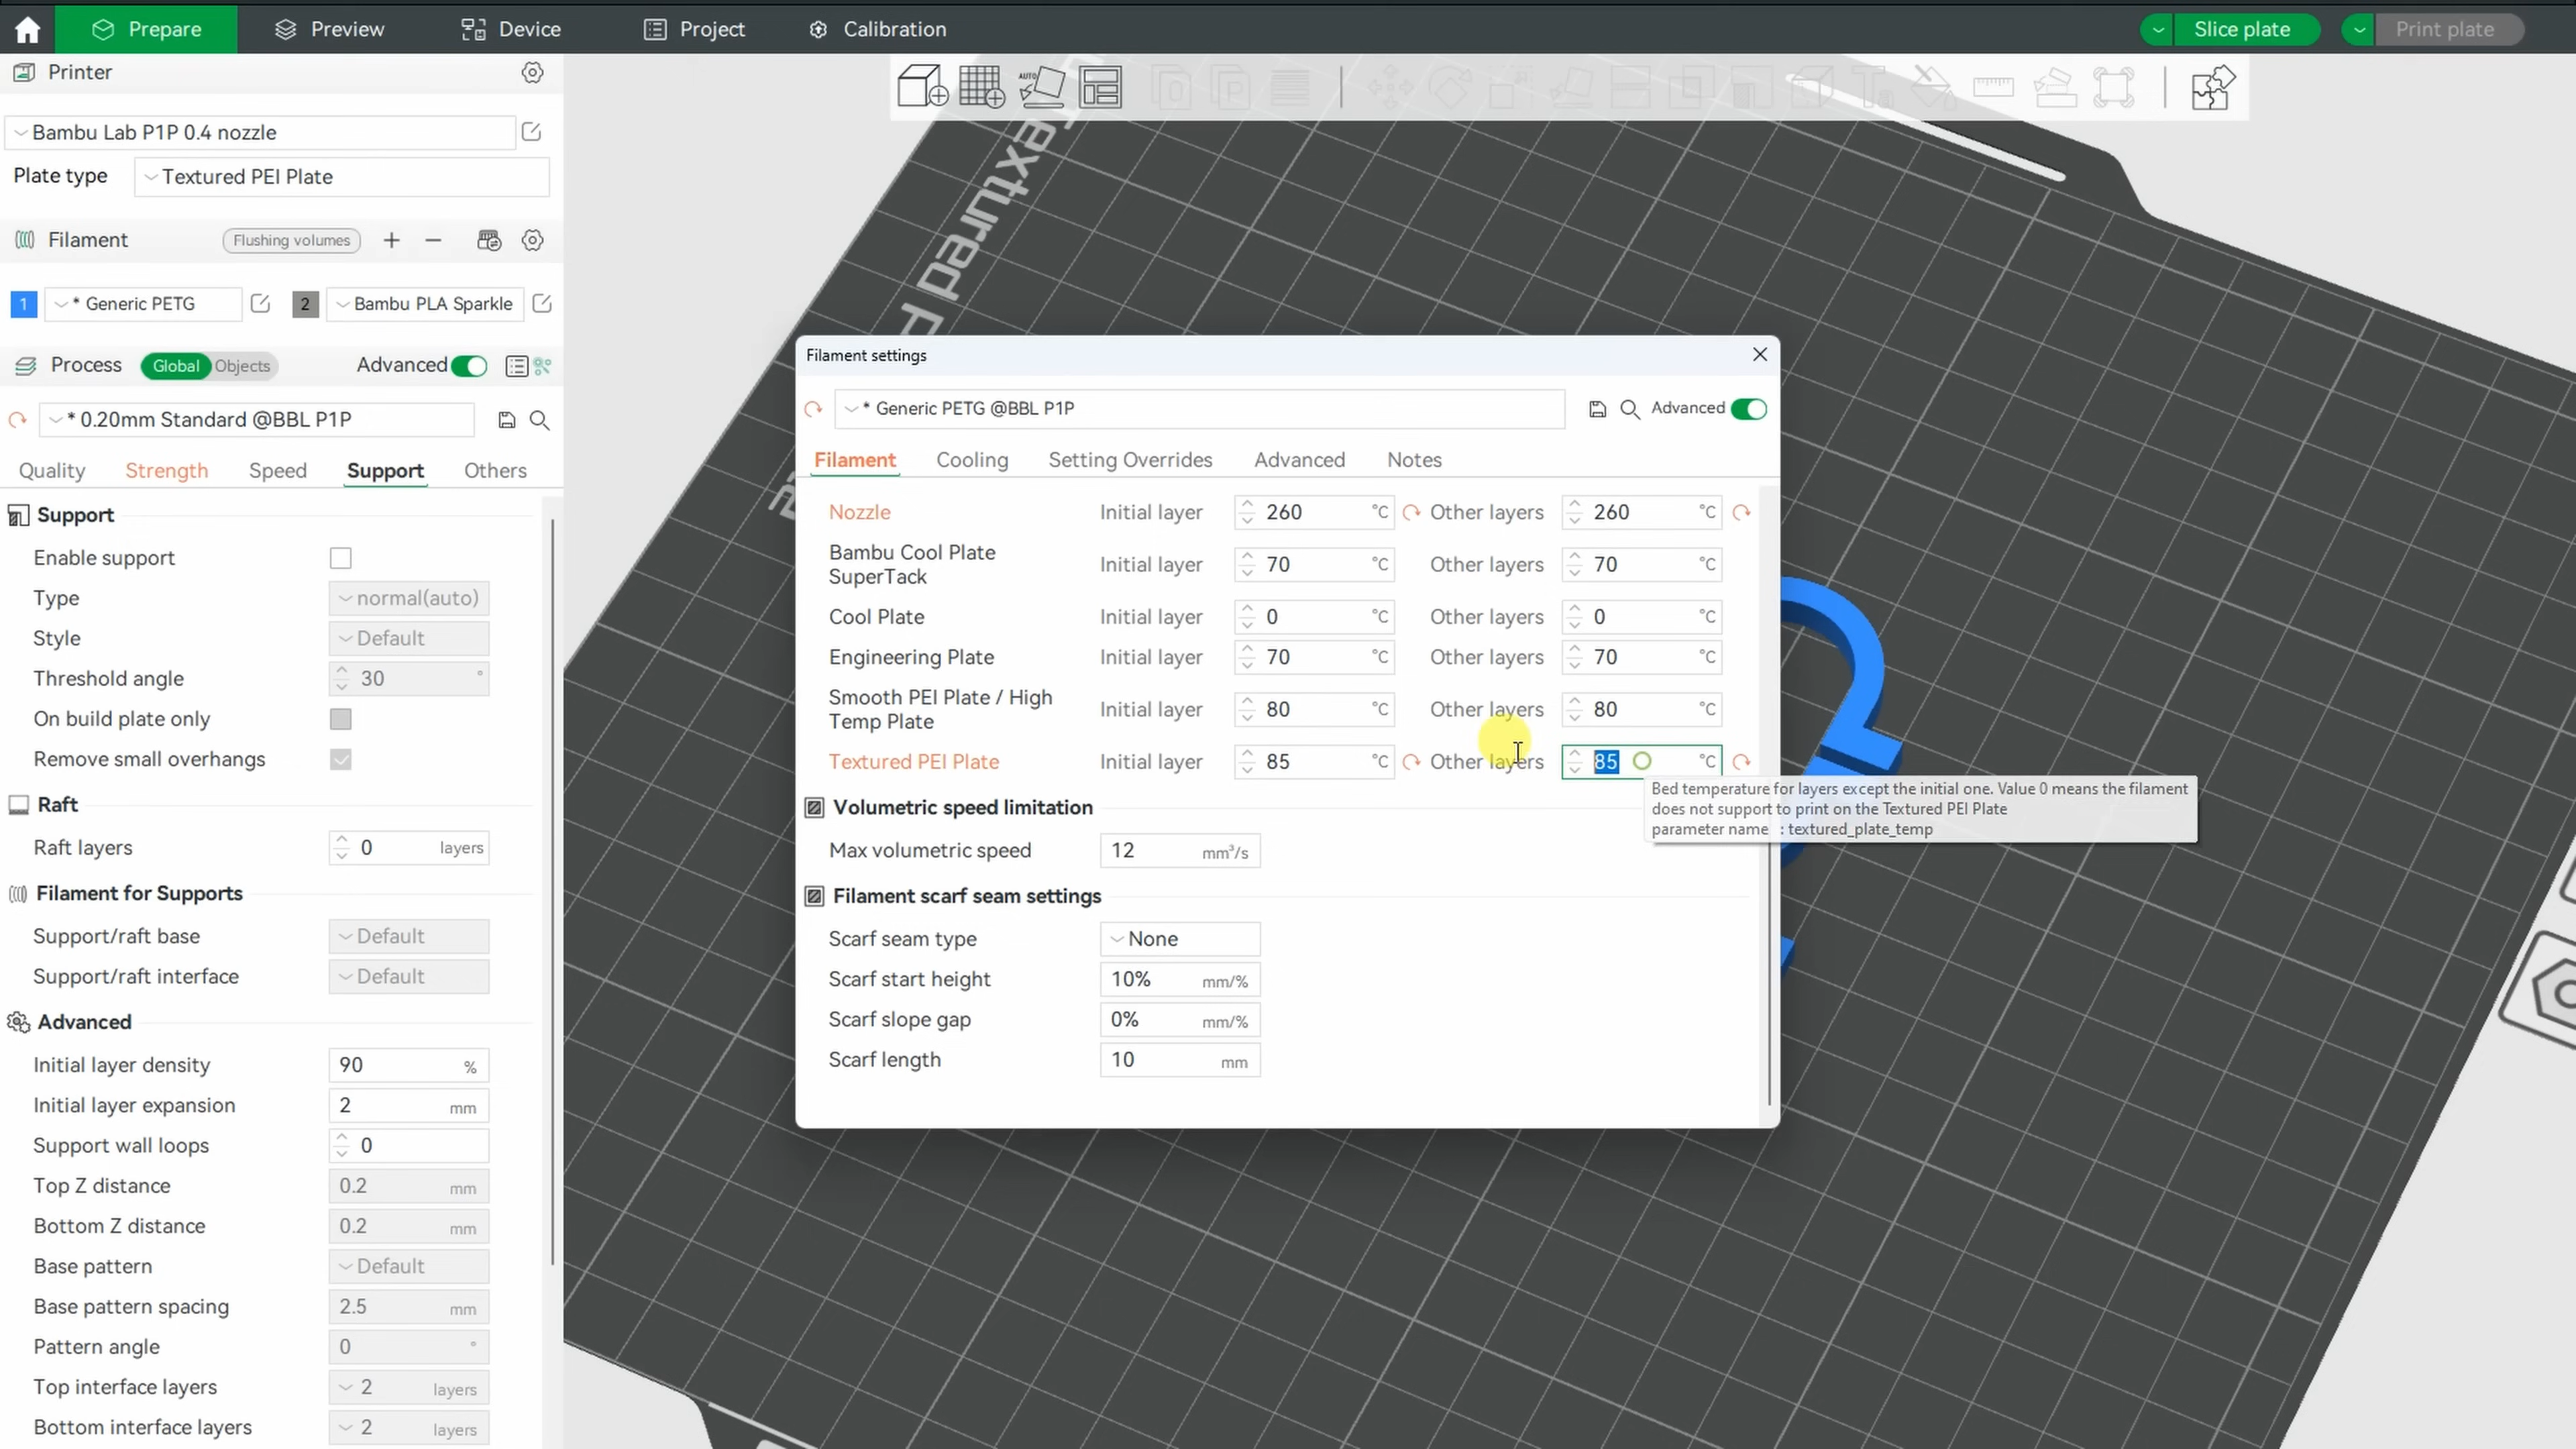 Prepare Preview Device Project Calibration Slice plate Print plate
Printer
Bambu Lab P1P 0.4 nozzle
Plate type Textured PEI Plate
Filament Flushing volumes
1 * Generic PETG 2 Bambu PLA Sparkle
Process Global Objects Advanced
* 0.20mm Standard @BBL P1P
Quality Strength Speed Support Others
Support
Enable support
Type normal(auto)
Style Default
Threshold angle 30 °
On build plate only
Remove small overhangs
Raft
Raft layers 0 layers
Filament for Supports
Support/raft base Default
Support/raft interface Default
Advanced
Initial layer density 90 %
Initial layer expansion 2 mm
Support wall loops 0
Top Z distance 0.2 mm
Bottom Z distance 0.2 mm
Base pattern Default
Base pattern spacing 2.5 mm
Pattern angle 0 °
Top interface layers 2 layers
Bottom interface layers 2 layers
AUTO
Textured P
Filament settings
* Generic PETG @BBL P1P Advanced
Filament Cooling Setting Overrides Advanced Notes
Nozzle Initial layer 260 °C Other layers 260 °C
Bambu Cool Plate
SuperTack Initial layer 70 °C Other layers 70 °C
Cool Plate Initial layer 0 °C Other layers 0 °C
Engineering Plate Initial layer 70 °C Other layers 70 °C
Smooth PEI Plate / High
Temp Plate Initial layer 80 °C Other layers 80 °C
Textured PEI Plate Initial layer 85 °C Other layers 85 °C
Bed temperature for layers except the initial one. Value 0 means the filament
does not support to print on the Textured PEI Plate
parameter name : textured_plate_temp
Volumetric speed limitation
Max volumetric speed 12 mm³/s
Filament scarf seam settings
Scarf seam type None
Scarf start height 10% mm/%
Scarf slope gap 0% mm/%
Scarf length 10 mm